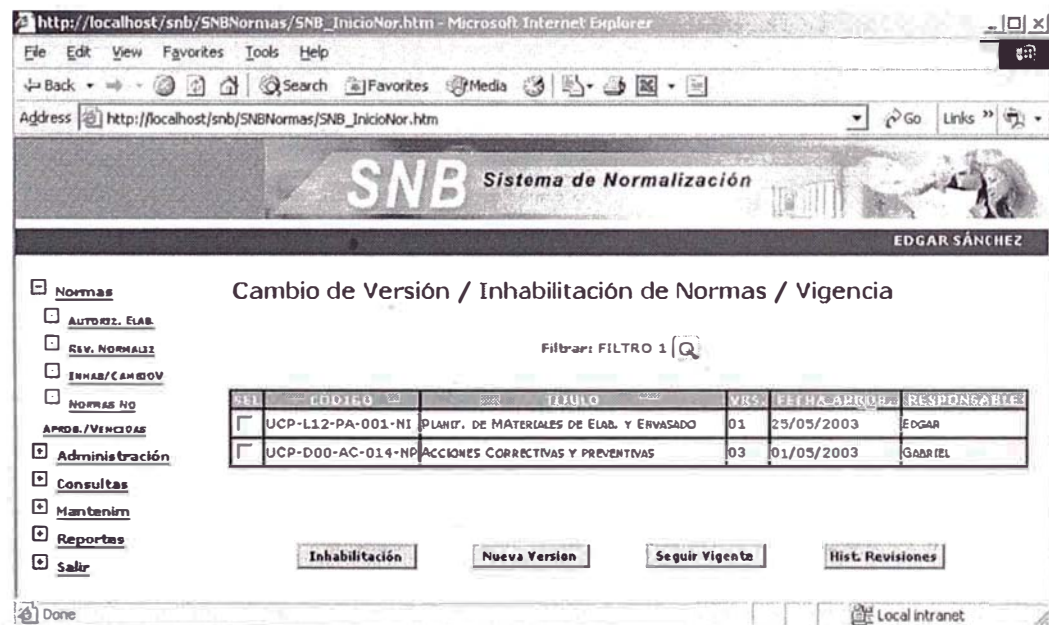 http://localhost/snb/SNBNormas/SNB_InicioNor.htm - Microsoft Internet Explorer
File Edit View Favorites Tools Help
Back Search Favorites Media
Address http://localhost/snb/SNBNormas/SNB_InicioNor.htm Go Links »
SNB Sistema de Normalización
EDGAR SÁNCHEZ
Normas
AUTORIZ. ELAB.
REV. NORMALIZ
INHAB/CAMBIOV
NORMAS NO
APROB./VENCIDAS
Administración
Consultas
Mantenim
Reportes
Salir
Cambio de Versión / Inhabilitación de Normas / Vigencia
Filtrar: FILTRO 1
SEL CÓDIGO TITULO VRS. FECHA APROB. RESPONSABLE
UCP-L12-PA-001-NI PLANIF. DE MATERIALES DE ELAB. Y ENVASADO 01 25/05/2003 EDGAR
UCP-D00-AC-014-NP ACCIONES CORRECTIVAS Y PREVENTIVAS 03 01/05/2003 GABRIEL
Inhabilitación Nueva Version Seguir Vigente Hist. Revisiones
Done Local intranet